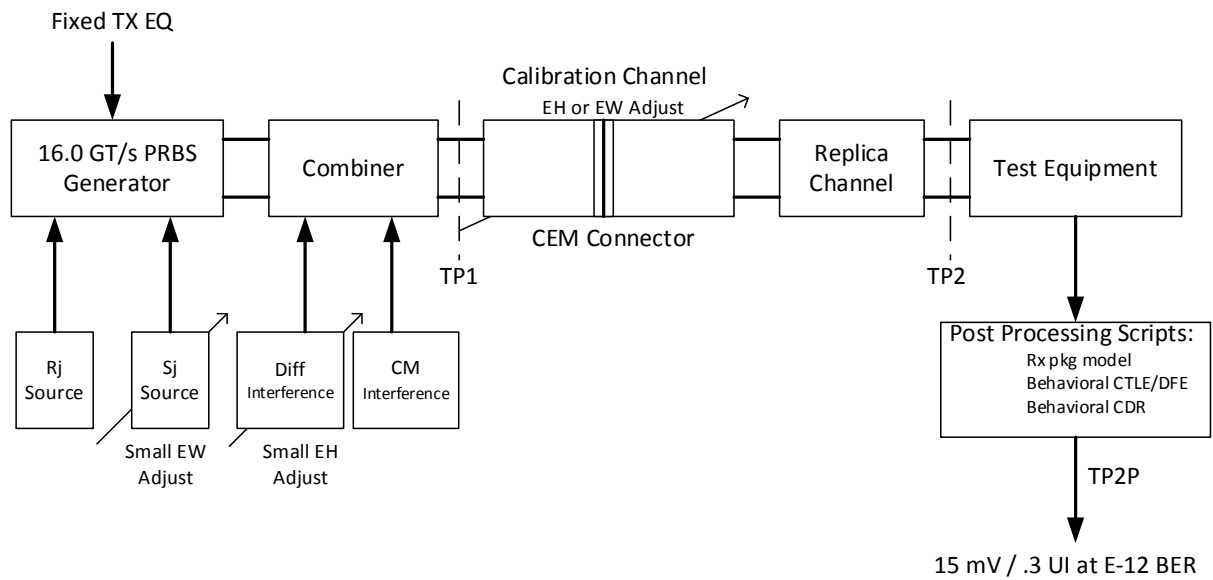 Fixed TX EQ
Calibration Channel
EH or EW Adjust
16.0 GT/s PRBS
Generator
Combiner
Replica
Channel
Test Equipment
CEM Connector
TP1
TP2
Rj
Source
Sj
Source
Diff
Interference
CM
Interference
Small EW
Adjust
Small EH
Adjust
Post Processing Scripts:
Rx pkg model
Behavioral CTLE/DFE
Behavioral CDR
TP2P
15 mV / .3 UI at E-12 BER